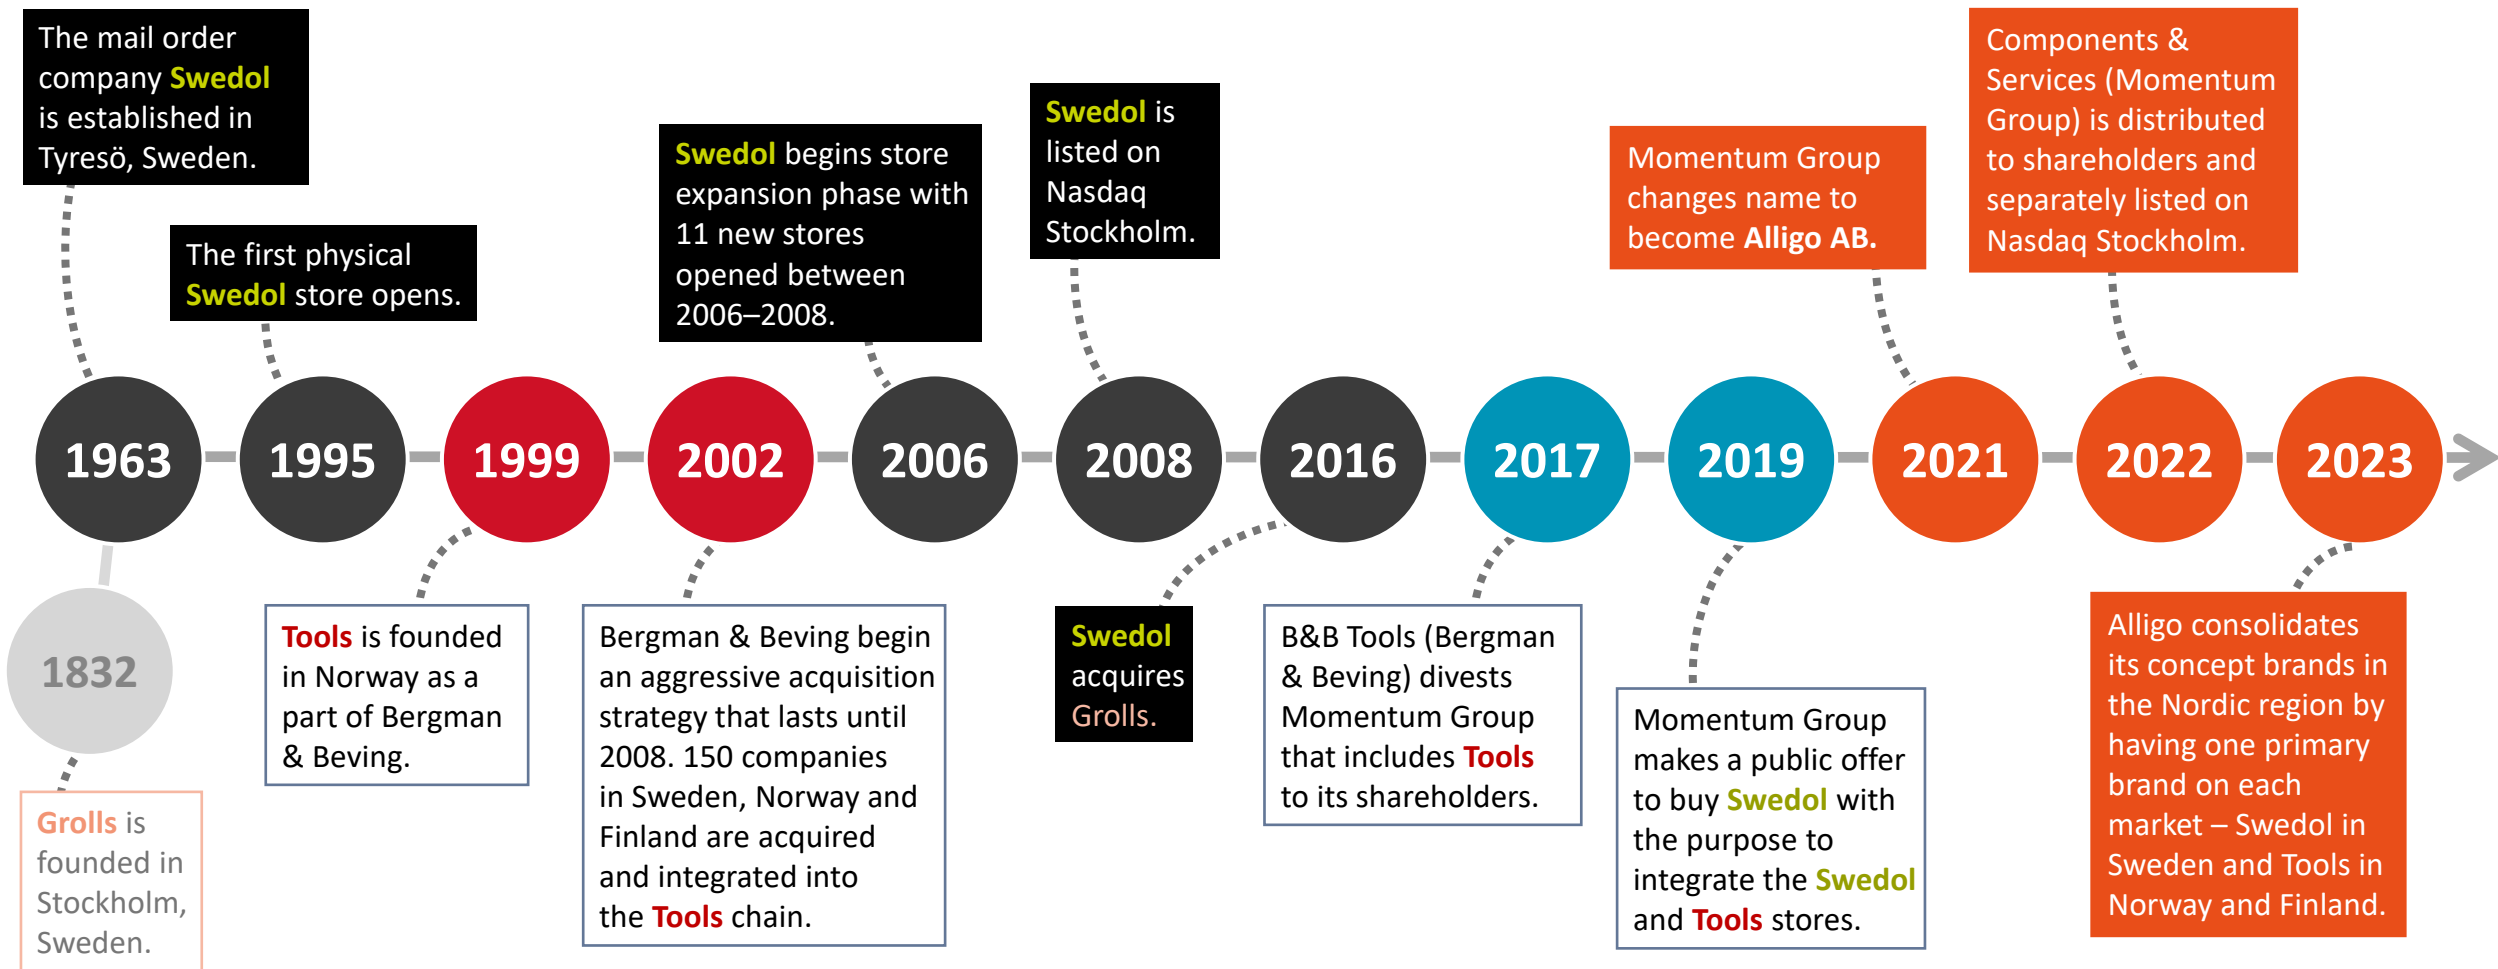 The mail order
company Swedol
is established in
Tyresö, Sweden.
The first physical
Swedol store opens.
Swedol begins store
expansion phase with
11 new stores
opened between
2006–2008.
Swedol is
listed on
Nasdaq
Stockholm.
Momentum Group
changes name to
become Alligo AB.
Components &
Services (Momentum
Group) is distributed
to shareholders and
separately listed on
Nasdaq Stockholm.
1963
1995
1999
2002
2006
2008
2016
2017
2019
2021
2022
2023
1832
Grolls is
founded in
Stockholm,
Sweden.
Tools is founded
in Norway as a
part of Bergman
& Beving.
Bergman & Beving begin
an aggressive acquisition
strategy that lasts until
2008. 150 companies
in Sweden, Norway and
Finland are acquired
and integrated into
the Tools chain.
Swedol
acquires
Grolls.
B&B Tools (Bergman
& Beving) divests
Momentum Group
that includes Tools
to its shareholders.
Momentum Group
makes a public offer
to buy Swedol with
the purpose to
integrate the Swedol
and Tools stores.
Alligo consolidates
its concept brands in
the Nordic region by
having one primary
brand on each
market – Swedol in
Sweden and Tools in
Norway and Finland.